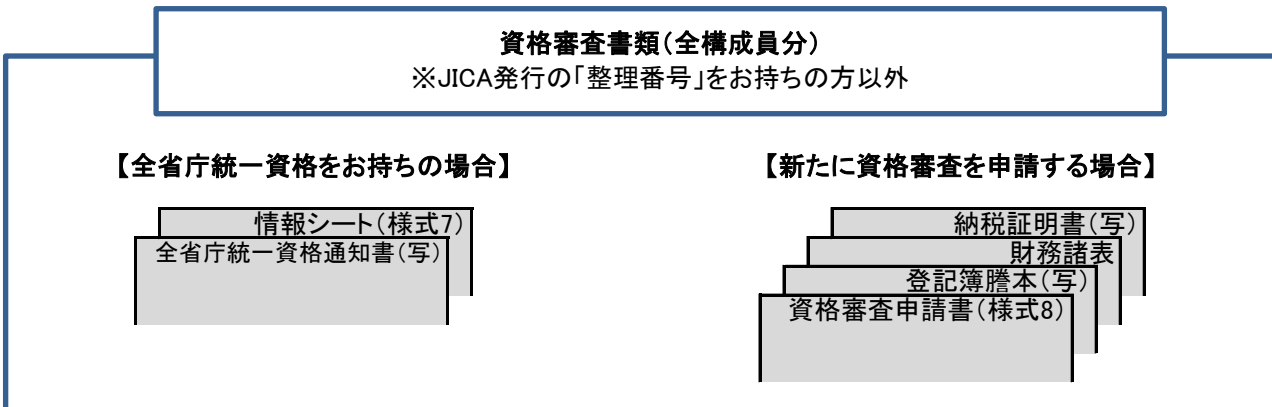 資格審査書類（全構成員分）
※JICA発行の「整理番号」をお持ちの方以外
【全省庁統一資格をお持ちの場合】
情報シート（様式7）
全省庁統一資格通知書（写）
【新たに資格審査を申請する場合】
納税証明書（写）
財務諸表
登記簿謄本（写）
資格審査申請書（様式8）